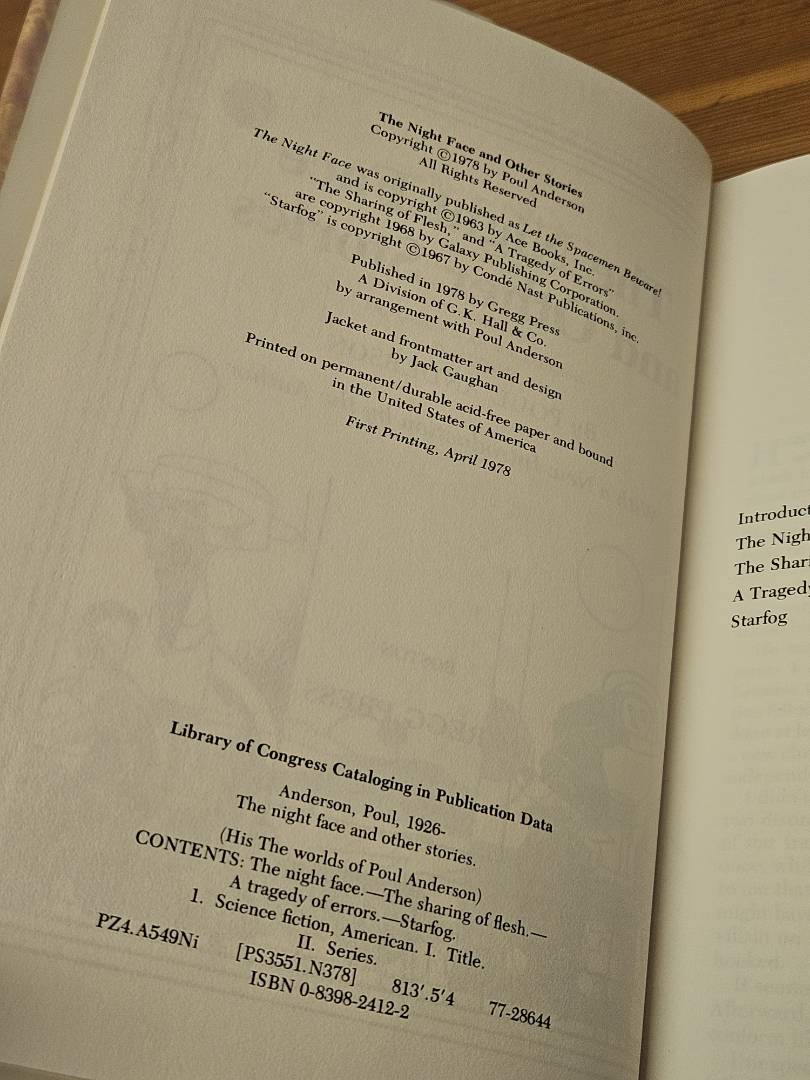 The Night Face and Other Stories
Copyright ©1978 by Poul Anderson
All Rights Reserved
The Night Face was originally published as Let the Spacemen Beware!
and is copyright ©1963 by Ace Books, Inc.
"The Sharing of Flesh," and "A Tragedy of Errors"
are copyright 1968 by Galaxy Publishing Corporation.
"Starfog" is copyright ©1967 by Condé Nast Publications, inc.
Published in 1978 by Gregg Press
A Division of G.K. Hall & Co.
by arrangement with Poul Anderson
Jacket and frontmatter art and design
by Jack Gaughan
Printed on permanent/durable acid-free paper and bound
in the United States of America
First Printing, April 1978
Library of Congress Cataloging in Publication Data
Anderson, Poul, 1926-
The night face and other stories.
(His The worlds of Poul Anderson)
CONTENTS: The night face.—The sharing of flesh.—
A tragedy of errors.—Starfog.
1. Science fiction, American. I. Title.
II. Series.
PZ4.A549Ni [PS3551.N378] 813'.5'4 77-28644
ISBN 0-8398-2412-2
Introduct
The Nigh
The Shar
A Traged
Starfog